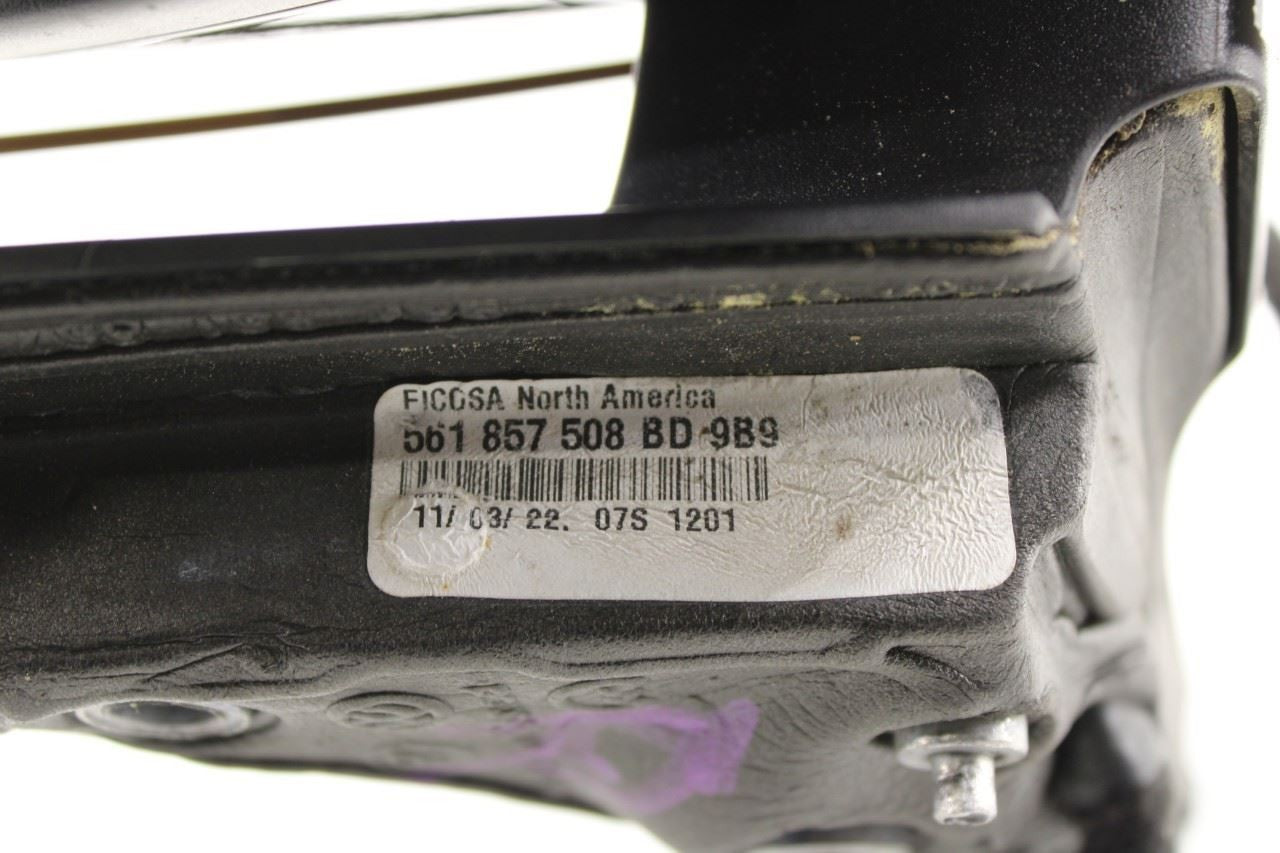 FICOSA North America
561 857 508 BD 9B9
11/ 03/ 22. 07S 1201